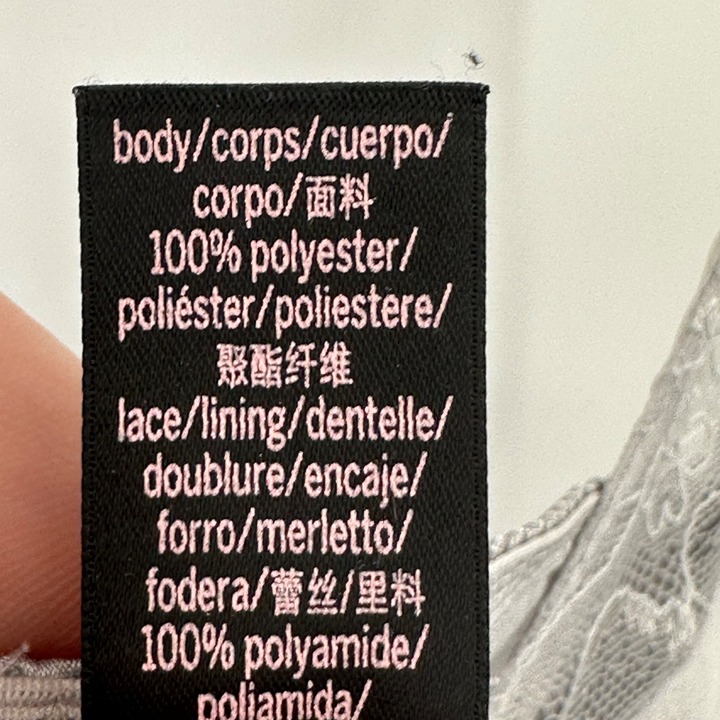 body/corps/cuerpo/
corpo/面料
100% polyester/
poliéster/poliestere/
聚酯纤维
lace/lining/dentelle/
doublure/encaje/
forro/merletto/
fodera/蕾丝/里料
100% polyamide/
poliamida/